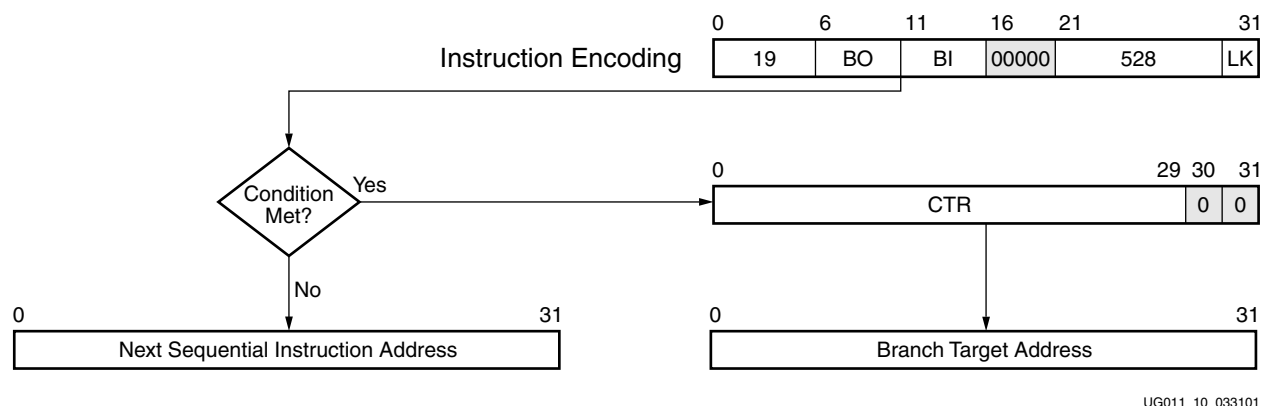 0 6 11 16 21 31
Instruction Encoding 19 BO BI 00000 528 LK
Condition
Met?
Yes
0 29 30 31
CTR 0 0
No
0 31
Next Sequential Instruction Address
0 31
Branch Target Address
UG011_10_033101